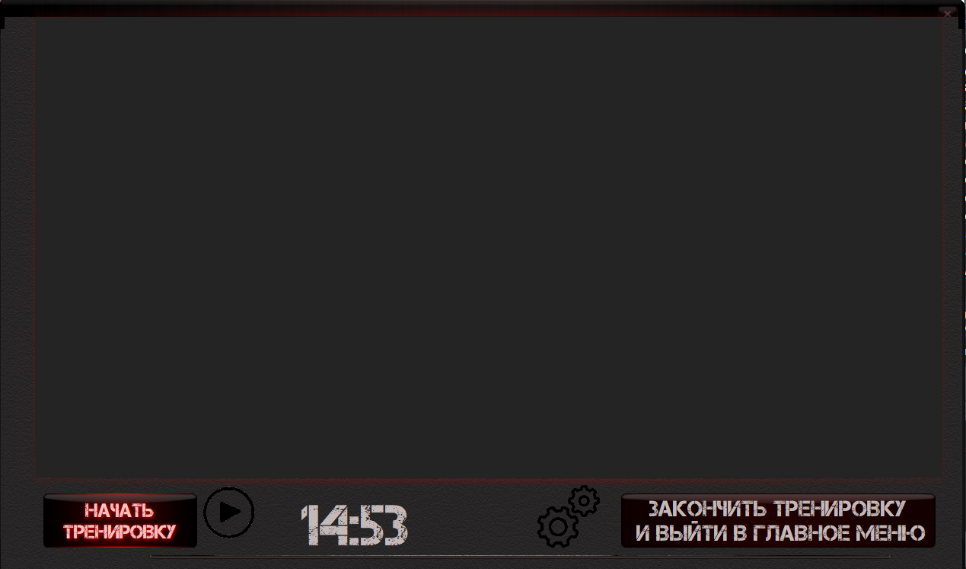 НАЧАТЬ
ТРЕНИРОВКУ
14:53
ЗАКОНЧИТЬ ТРЕНИРОВКУ
И ВЫЙТИ В ГЛАВНОЕ МЕНЮ